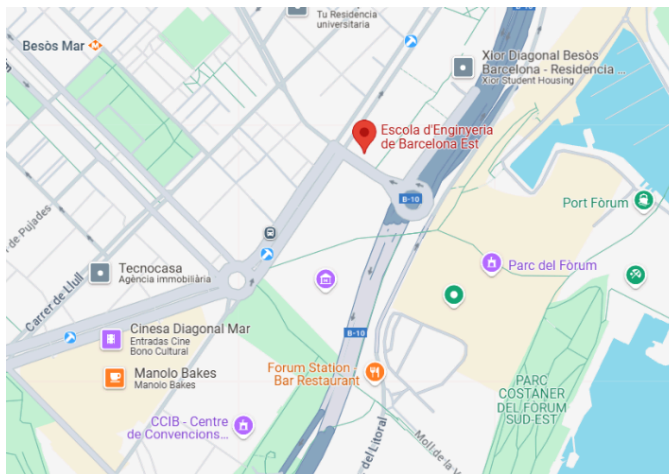 Tu Residencia
universitaria
Besòs Mar
Xior Diagonal Besòs
Barcelona - Residencia ...
Xior Student Housing
Escola d'Enginyeria
de Barcelona Est
B-10
Port Fòrum
de Pujades
Parc del Fòrum
Tecnocasa
Agència immobiliària
Carrer de Llull
Cinesa Diagonal Mar
Entradas Cine
Bono Cultural
B-10
Manolo Bakes
Manolo Bakes
Forum Station -
Bar Restaurant
PARC
COSTANER
DEL FÒRUM
SUD-EST
CCIB - Centre
de Convencions...
del Litoral
Moll de la